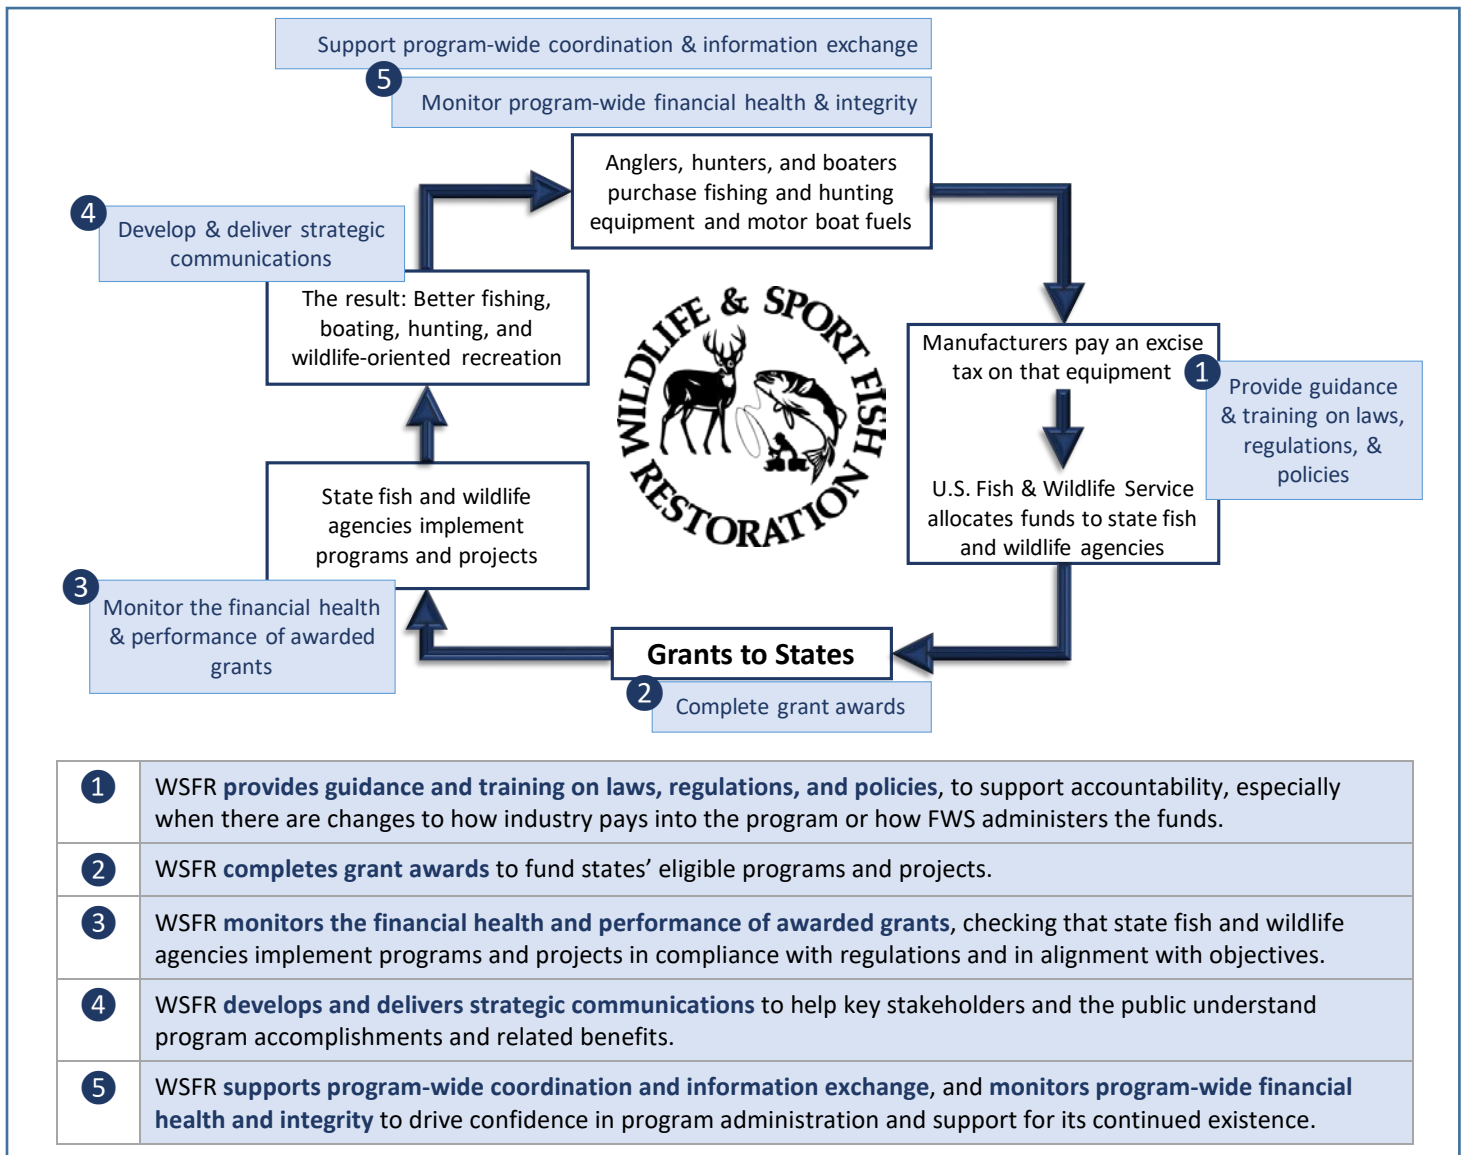 Support program-wide coordination & information exchange
5
Monitor program-wide financial health & integrity
Anglers, hunters, and boaters
purchase fishing and hunting
equipment and motor boat fuels
4
Develop & deliver strategic
communications
The result: Better fishing,
boating, hunting, and
wildlife-oriented recreation
WILDLIFE & SPORT FISH
RESTORATION
Manufacturers pay an excise
tax on that equipment
1
Provide guidance
& training on laws,
regulations, &
policies
U.S. Fish & Wildlife Service
allocates funds to state fish
and wildlife agencies
State fish and wildlife
agencies implement
programs and projects
3
Monitor the financial health
& performance of awarded
grants
Grants to States
2
Complete grant awards
1
WSFR provides guidance and training on laws, regulations, and policies, to support accountability, especially
when there are changes to how industry pays into the program or how FWS administers the funds.
2
WSFR completes grant awards to fund states’ eligible programs and projects.
3
WSFR monitors the financial health and performance of awarded grants, checking that state fish and wildlife
agencies implement programs and projects in compliance with regulations and in alignment with objectives.
4
WSFR develops and delivers strategic communications to help key stakeholders and the public understand
program accomplishments and related benefits.
5
WSFR supports program-wide coordination and information exchange, and monitors program-wide financial
health and integrity to drive confidence in program administration and support for its continued existence.